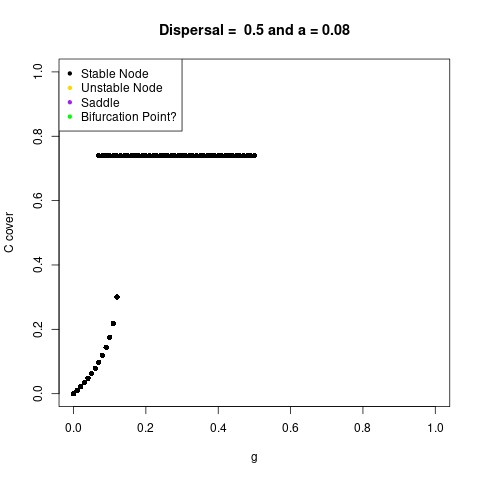 Dispersal =  0.5 and a = 0.08
Stable Node
Unstable Node
Saddle
Bifurcation Point?
C cover
1.0
0.8
0.6
0.4
0.2
0.0
0.0 0.2 0.4 0.6 0.8 1.0
g